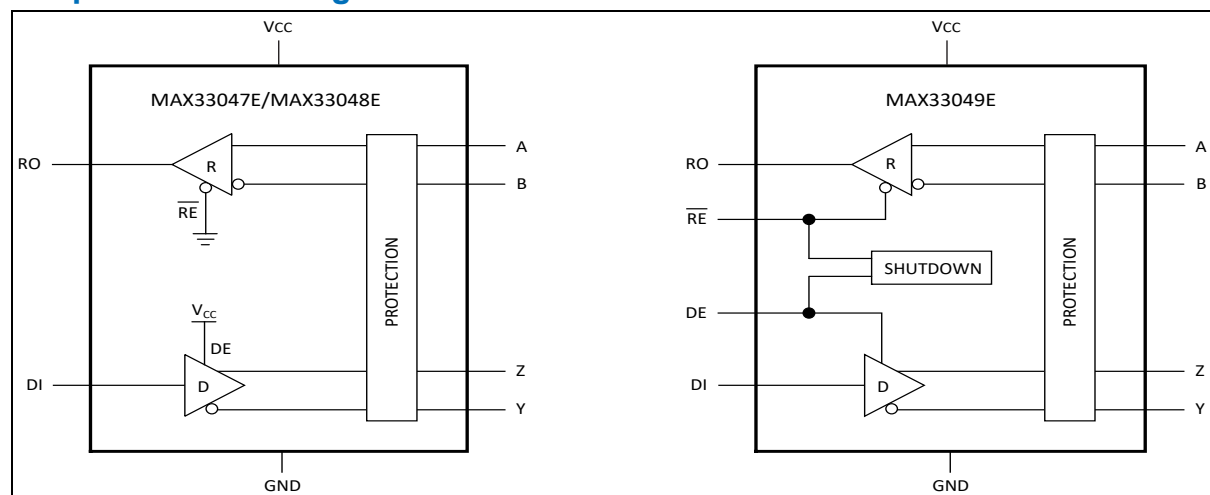 VCC
MAX33047E/MAX33048E
RO
R
RE
A
B
PROTECTION
VCC
DE
DI
D
Z
Y
GND
VCC
MAX33049E
RO
R
RE
SHUTDOWN
DE
DI
D
A
B
PROTECTION
Z
Y
GND